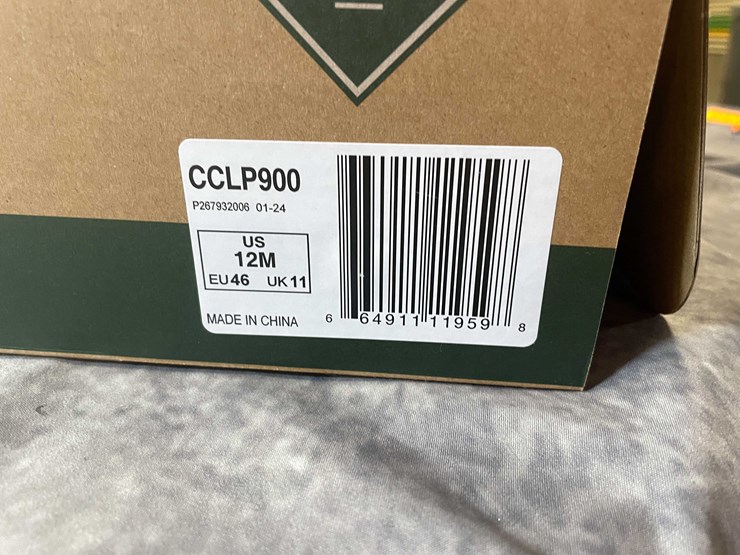 CCLP900
P267932006 01-24
US
12M
EU46 UK11
MADE IN CHINA
6 64911 11959 8